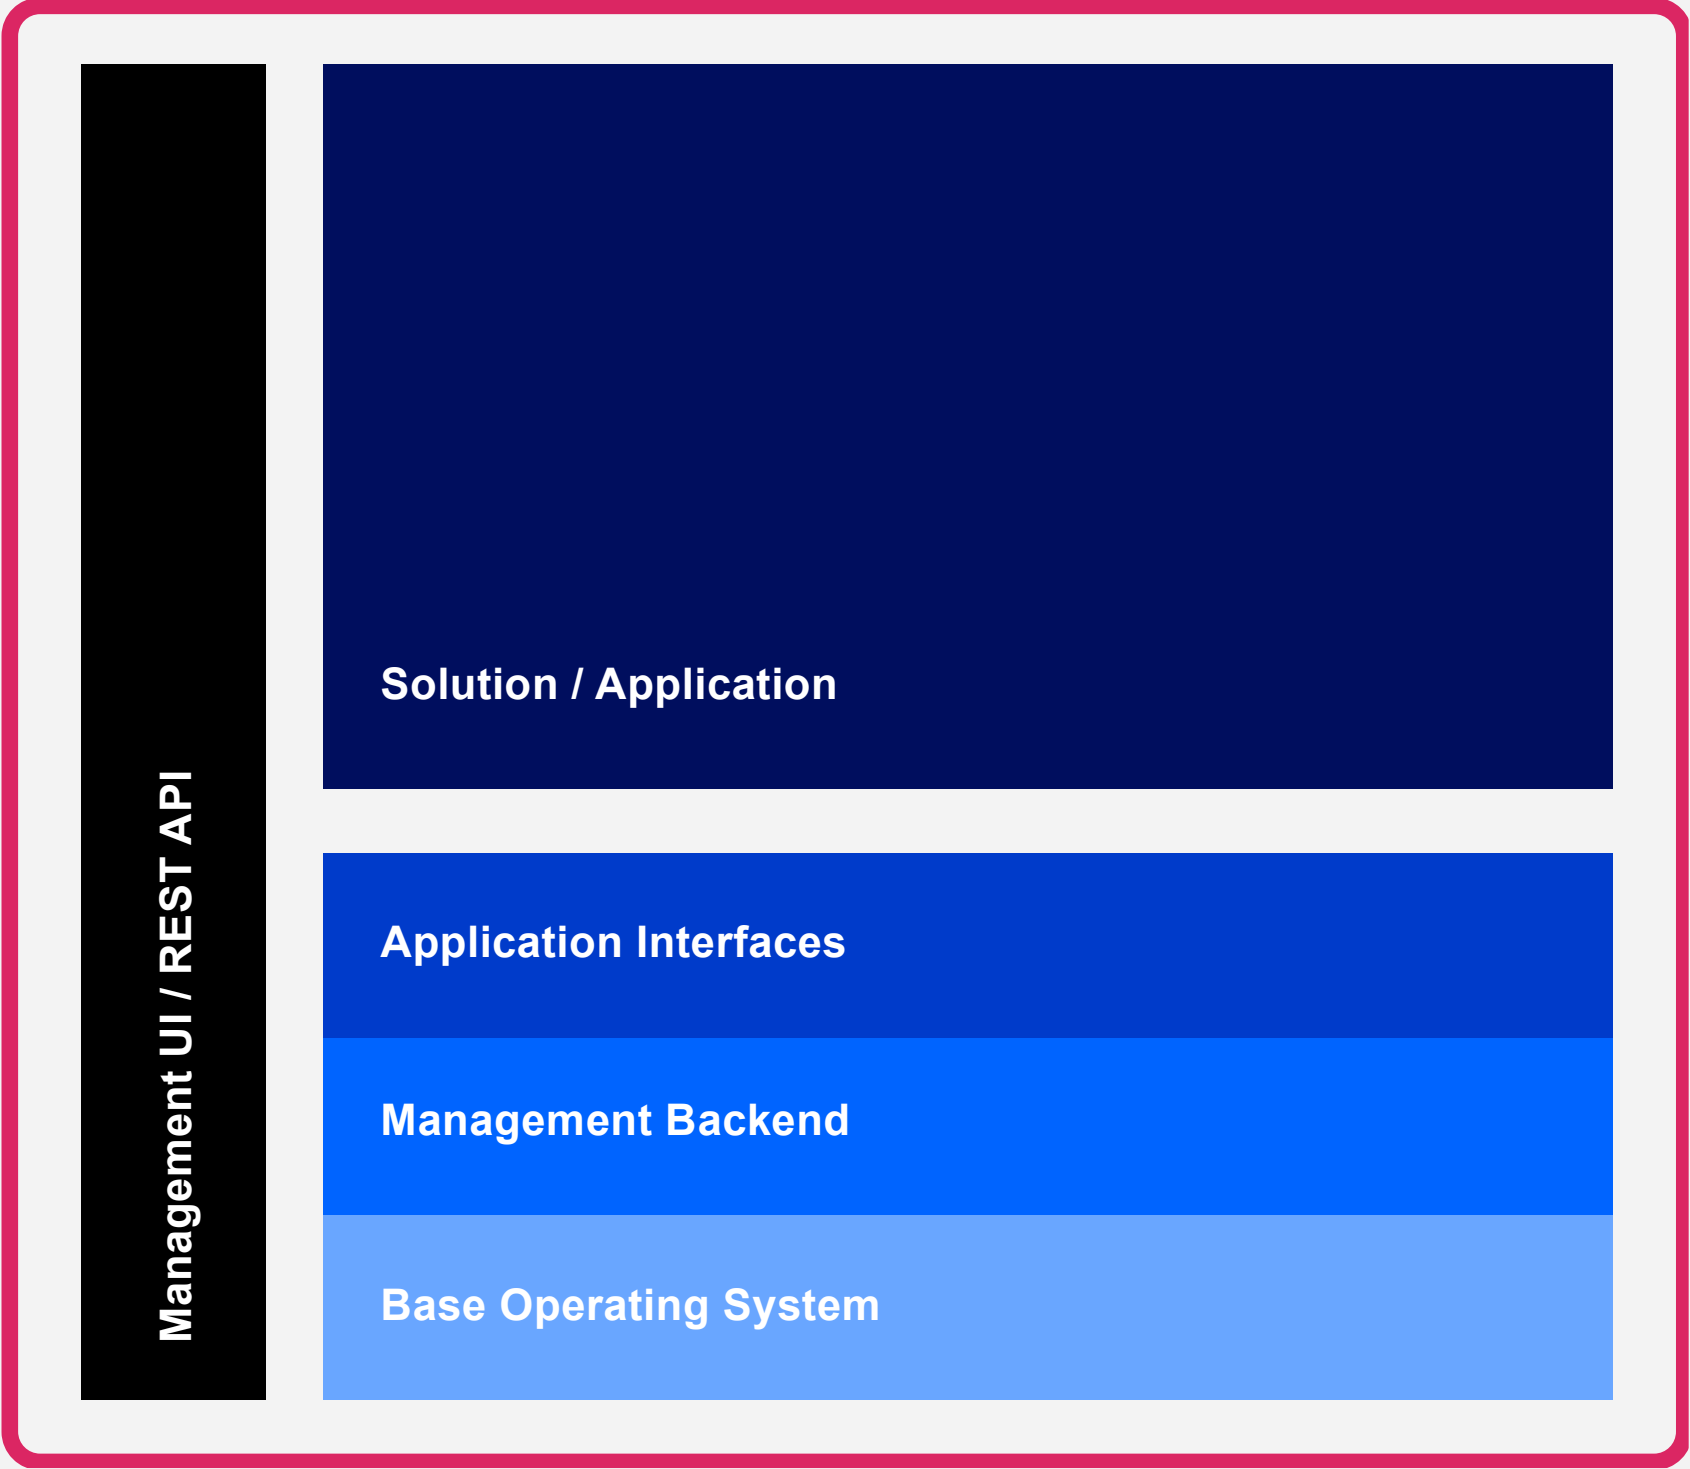 Management UI / REST API
Solution / Application
Application Interfaces
Management Backend
Base Operating System